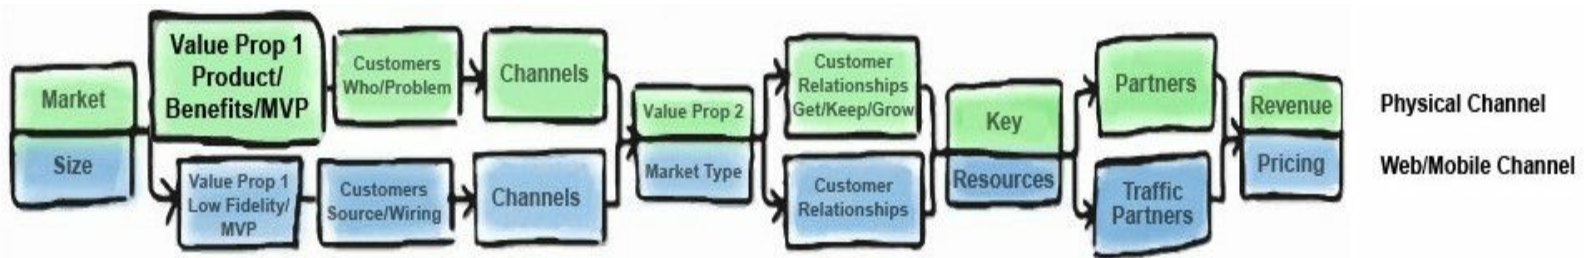 Market
Size
Value Prop 1
Product/
Benefits/MVP
Value Prop 1
Low Fidelity/
MVP
Customers
Who/Problem
Customers
Source/Wiring
Channels
Channels
Value Prop 2
Market Type
Customer
Relationships
Get/Keep/Grow
Customer
Relationships
Key
Resources
Partners
Traffic
Partners
Revenue
Pricing
Physical Channel
Web/Mobile Channel